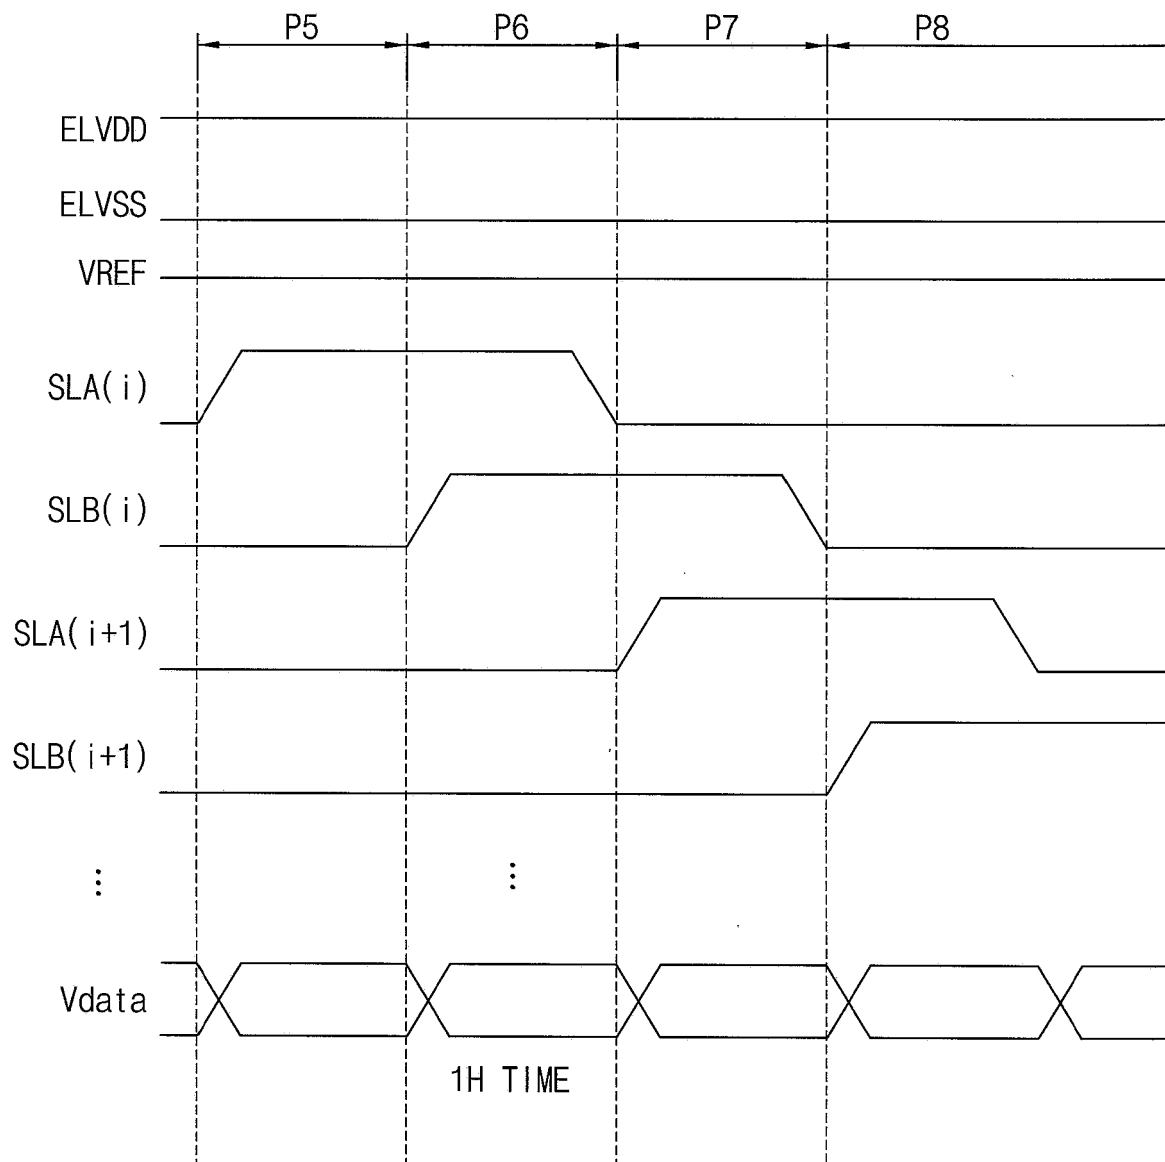 P5 P6 P7 P8
ELVDD
ELVSS
VREF
SLA(i)
SLB(i)
SLA(i+1)
SLB(i+1)
Vdata
1H TIME